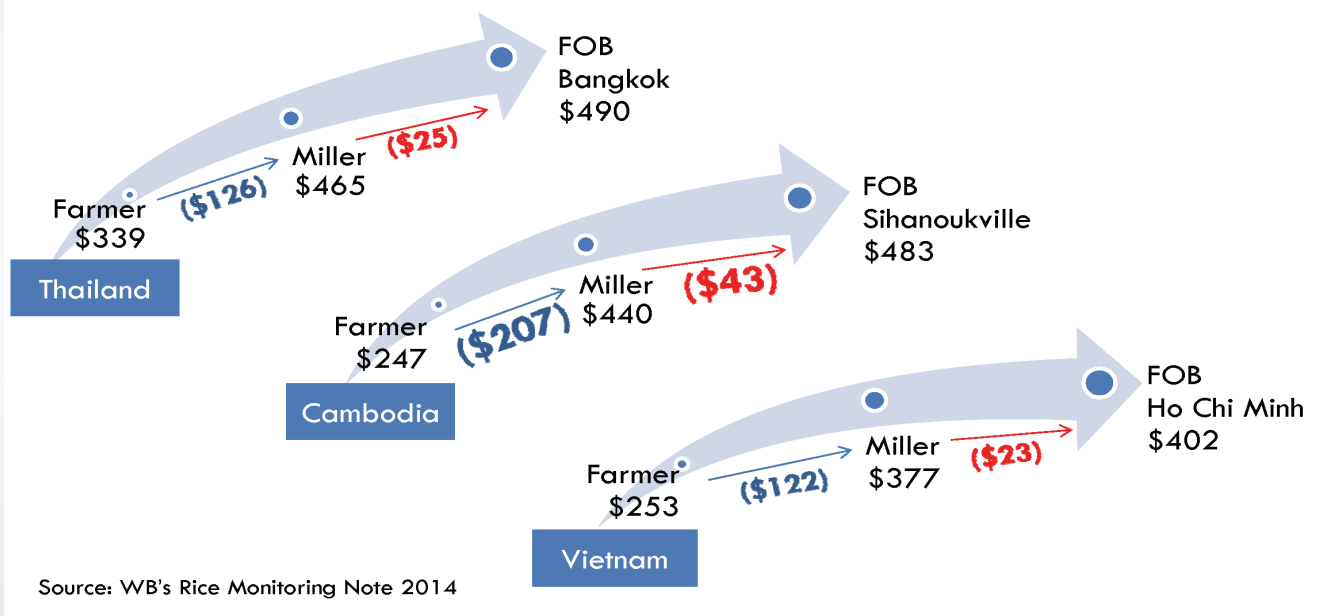 FOB
Bangkok
$490
($25)
Miller
$465
($126)
Farmer
$339
Thailand
FOB
Sihanoukville
$483
($43)
Miller
$440
($207)
Farmer
$247
Cambodia
FOB
Ho Chi Minh
$402
($23)
Miller
$377
($122)
Farmer
$253
Vietnam
Source: WB's Rice Monitoring Note 2014